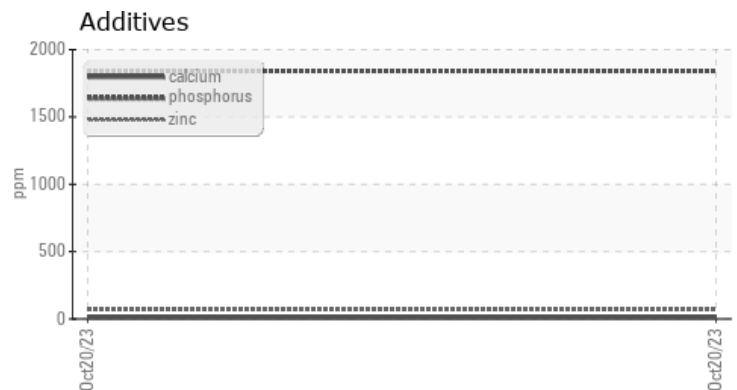 Additives
2000
1500
1000
500
0
ppm
calcium
phosphorus
zinc
Oct20/23
Oct20/23